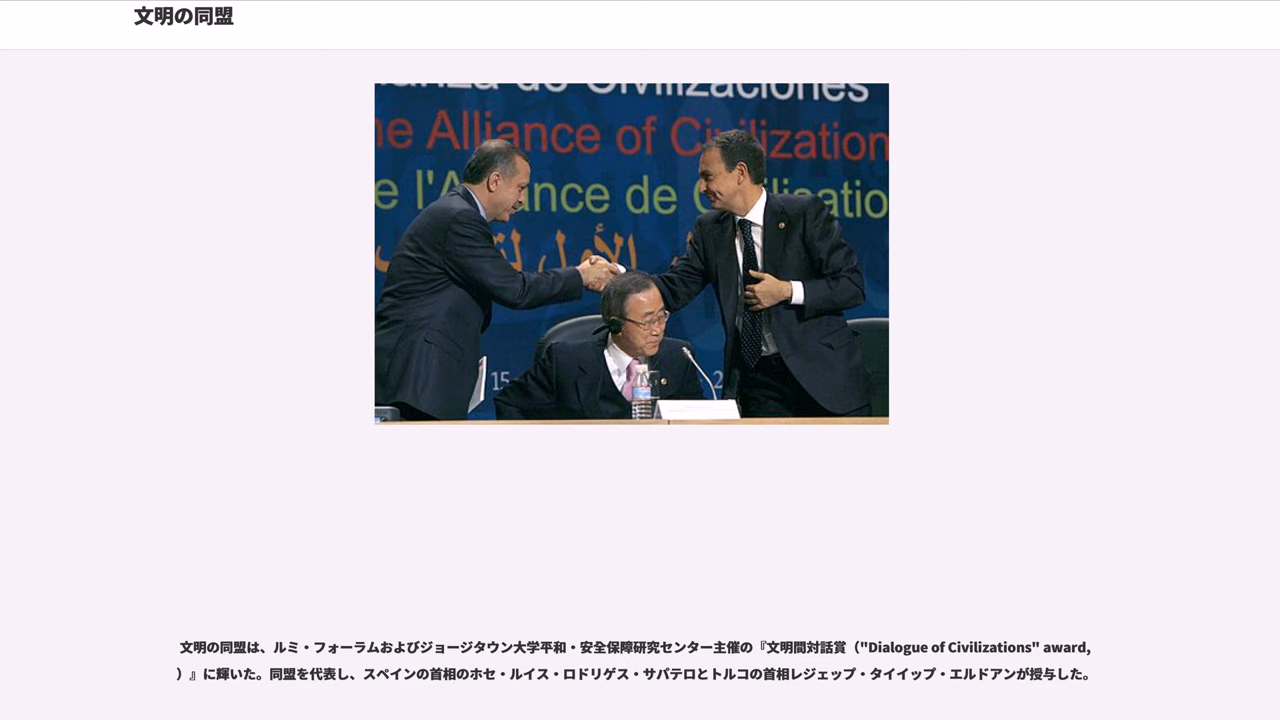 文明の同盟
anza de Civilizaciones
he Alliance of Civilization
e l'Alliance de Civilisatio
الأول
15
2
文明の同盟は、ルミ・フォーラムおよびジョージタウン大学平和・安全保障研究センター主催の『文明間対話賞（"Dialogue of Civilizations" award,
）』に輝いた。同盟を代表し、スペインの首相のホセ・ルイス・ロドリゲス・サパテロとトルコの首相レジェップ・タイイップ・エルドアンが授与した。